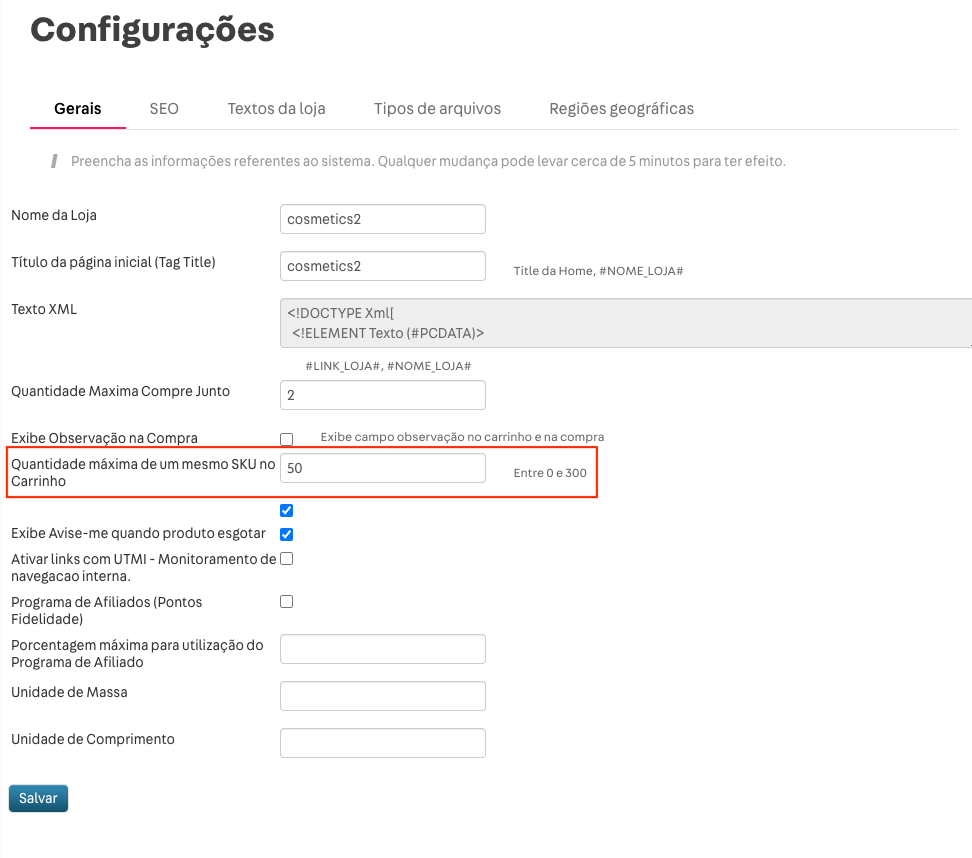 Configurações
Gerais SEO Textos da loja Tipos de arquivos Regiões geográficas
Preencha as informações referentes ao sistema. Qualquer mudança pode levar cerca de 5 minutos para ter efeito.
Nome da Loja cosmetics2
Título da página inicial (Tag Title) cosmetics2 Title da Home, #NOME_LOJA#
Texto XML <!DOCTYPE Xml[
<!ELEMENT Texto (#PCDATA)>
#LINK_LOJA#, #NOME_LOJA#
Quantidade Maxima Compre Junto 2
Exibe Observação na Compra Exibe campo observação no carrinho e na compra
Quantidade máxima de um mesmo SKU no 50 Entre 0 e 300
Carrinho
Exibe Avise-me quando produto esgotar
Ativar links com UTMI - Monitoramento de
navegacao interna.
Programa de Afiliados (Pontos
Fidelidade)
Porcentagem máxima para utilização do
Programa de Afiliado
Unidade de Massa
Unidade de Comprimento
Salvar